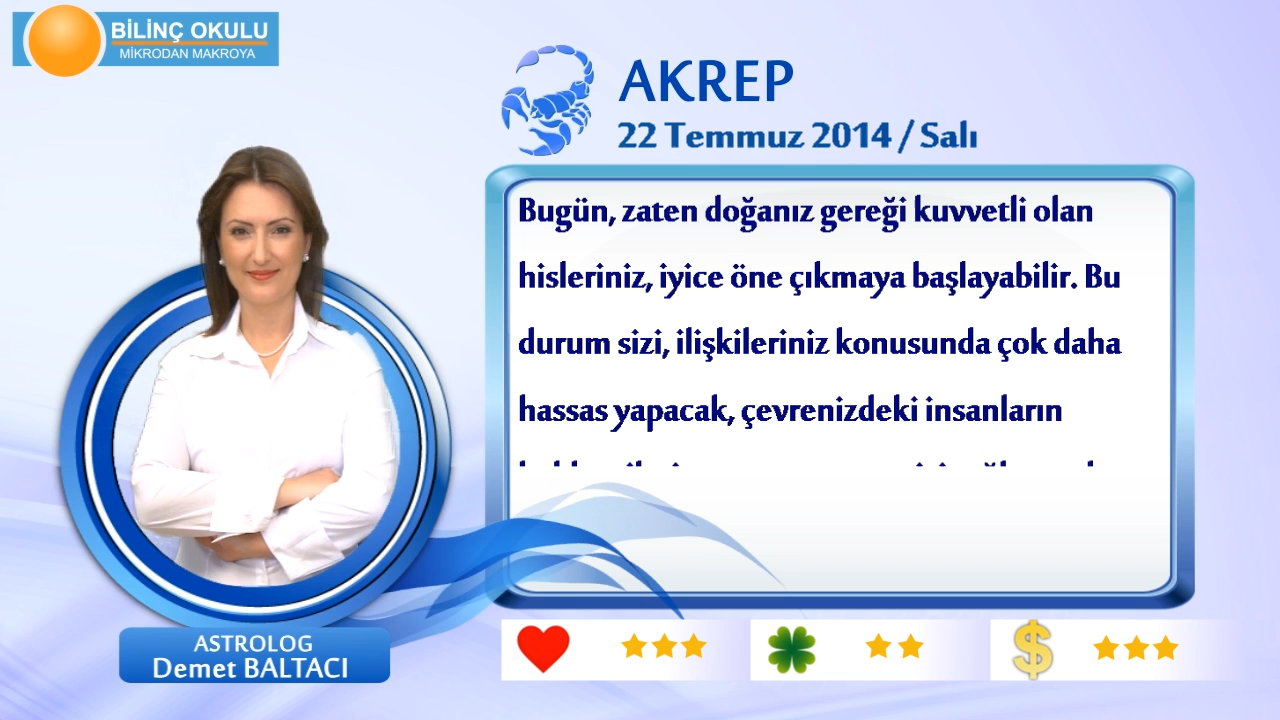 BİLİNÇ OKULU
MİKRODAN MAKROYA
AKREP
22 Temmuz 2014 / Salı
Bugün, zaten doğanız gereği kuvvetli olan
hisleriniz, iyice öne çıkmaya başlayabilir. Bu
durum sizi, ilişkileriniz konusunda çok daha
hassas yapacak, çevrenizdeki insanların
ASTROLOG
Demet BALTACI